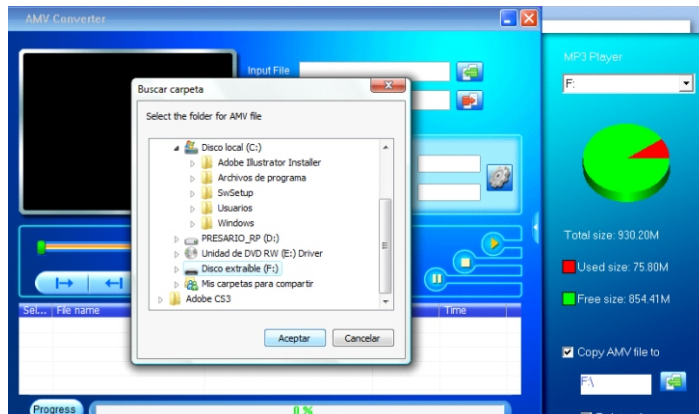 AMV Converter
Input File
Buscar carpeta
Select the folder for AMV file
Disco local (C:)
Adobe Illustrator Installer
Archivos de programa
SwSetup
Usuarios
Windows
PRESARIO_RP (D:)
Unidad de DVD RW (E:) Driver
Disco extraíble (F:)
Mis carpetas para compartir
Adobe CS3
Aceptar
Cancelar
Sel... File name
Time
Progress
0 %
MP3 Player
F:
Total size: 930.20M
Used size: 75.80M
Free size: 854.41M
Copy AMV file to
F:\